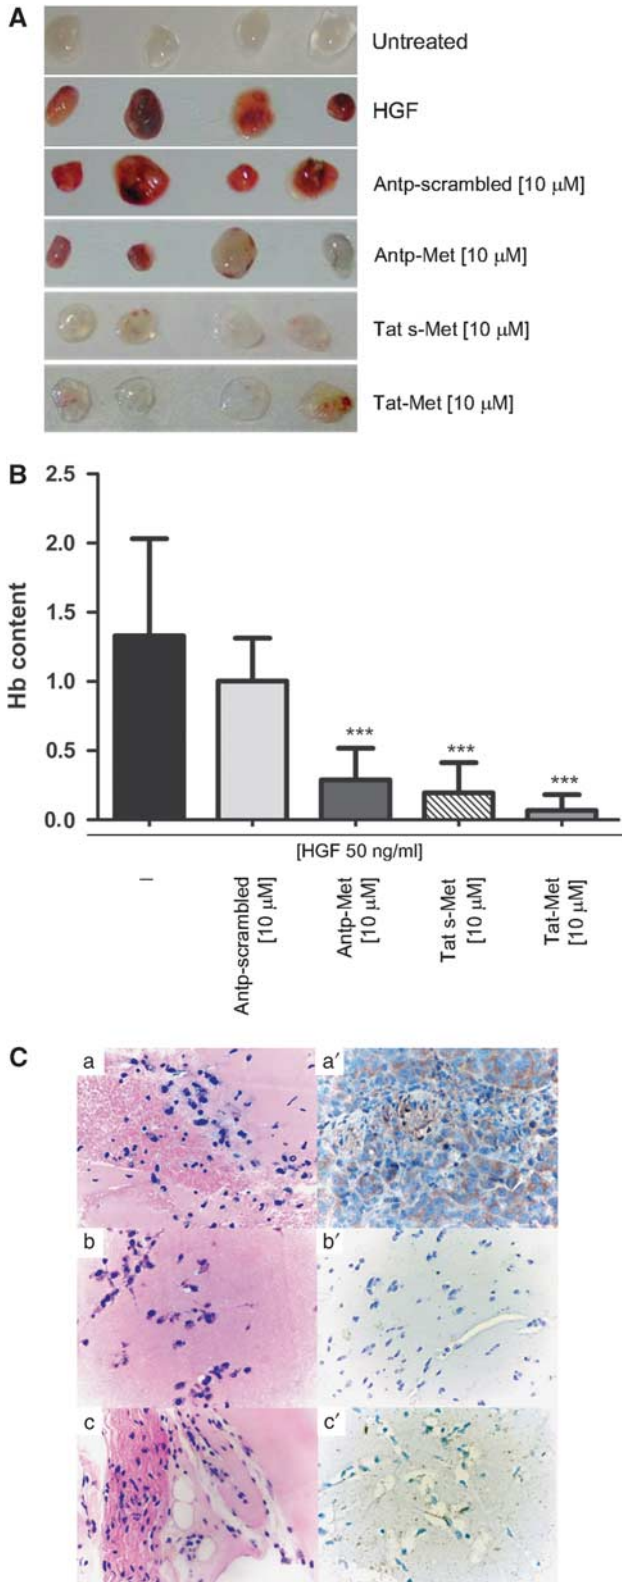 A
Untreated
HGF
Antp-scrambled [10 μM]
Antp-Met [10 μM]
Tat s-Met [10 μM]
Tat-Met [10 μM]
B
Hb content
2.5
2.0
1.5
1.0
0.5
0.0
***
***
***
[HGF 50 ng/ml]
–
Antp-scrambled
[10 μM]
Antp-Met
[10 μM]
Tat s-Met
[10 μM]
Tat-Met
[10 μM]
C
a
a′
b
b′
c
c′